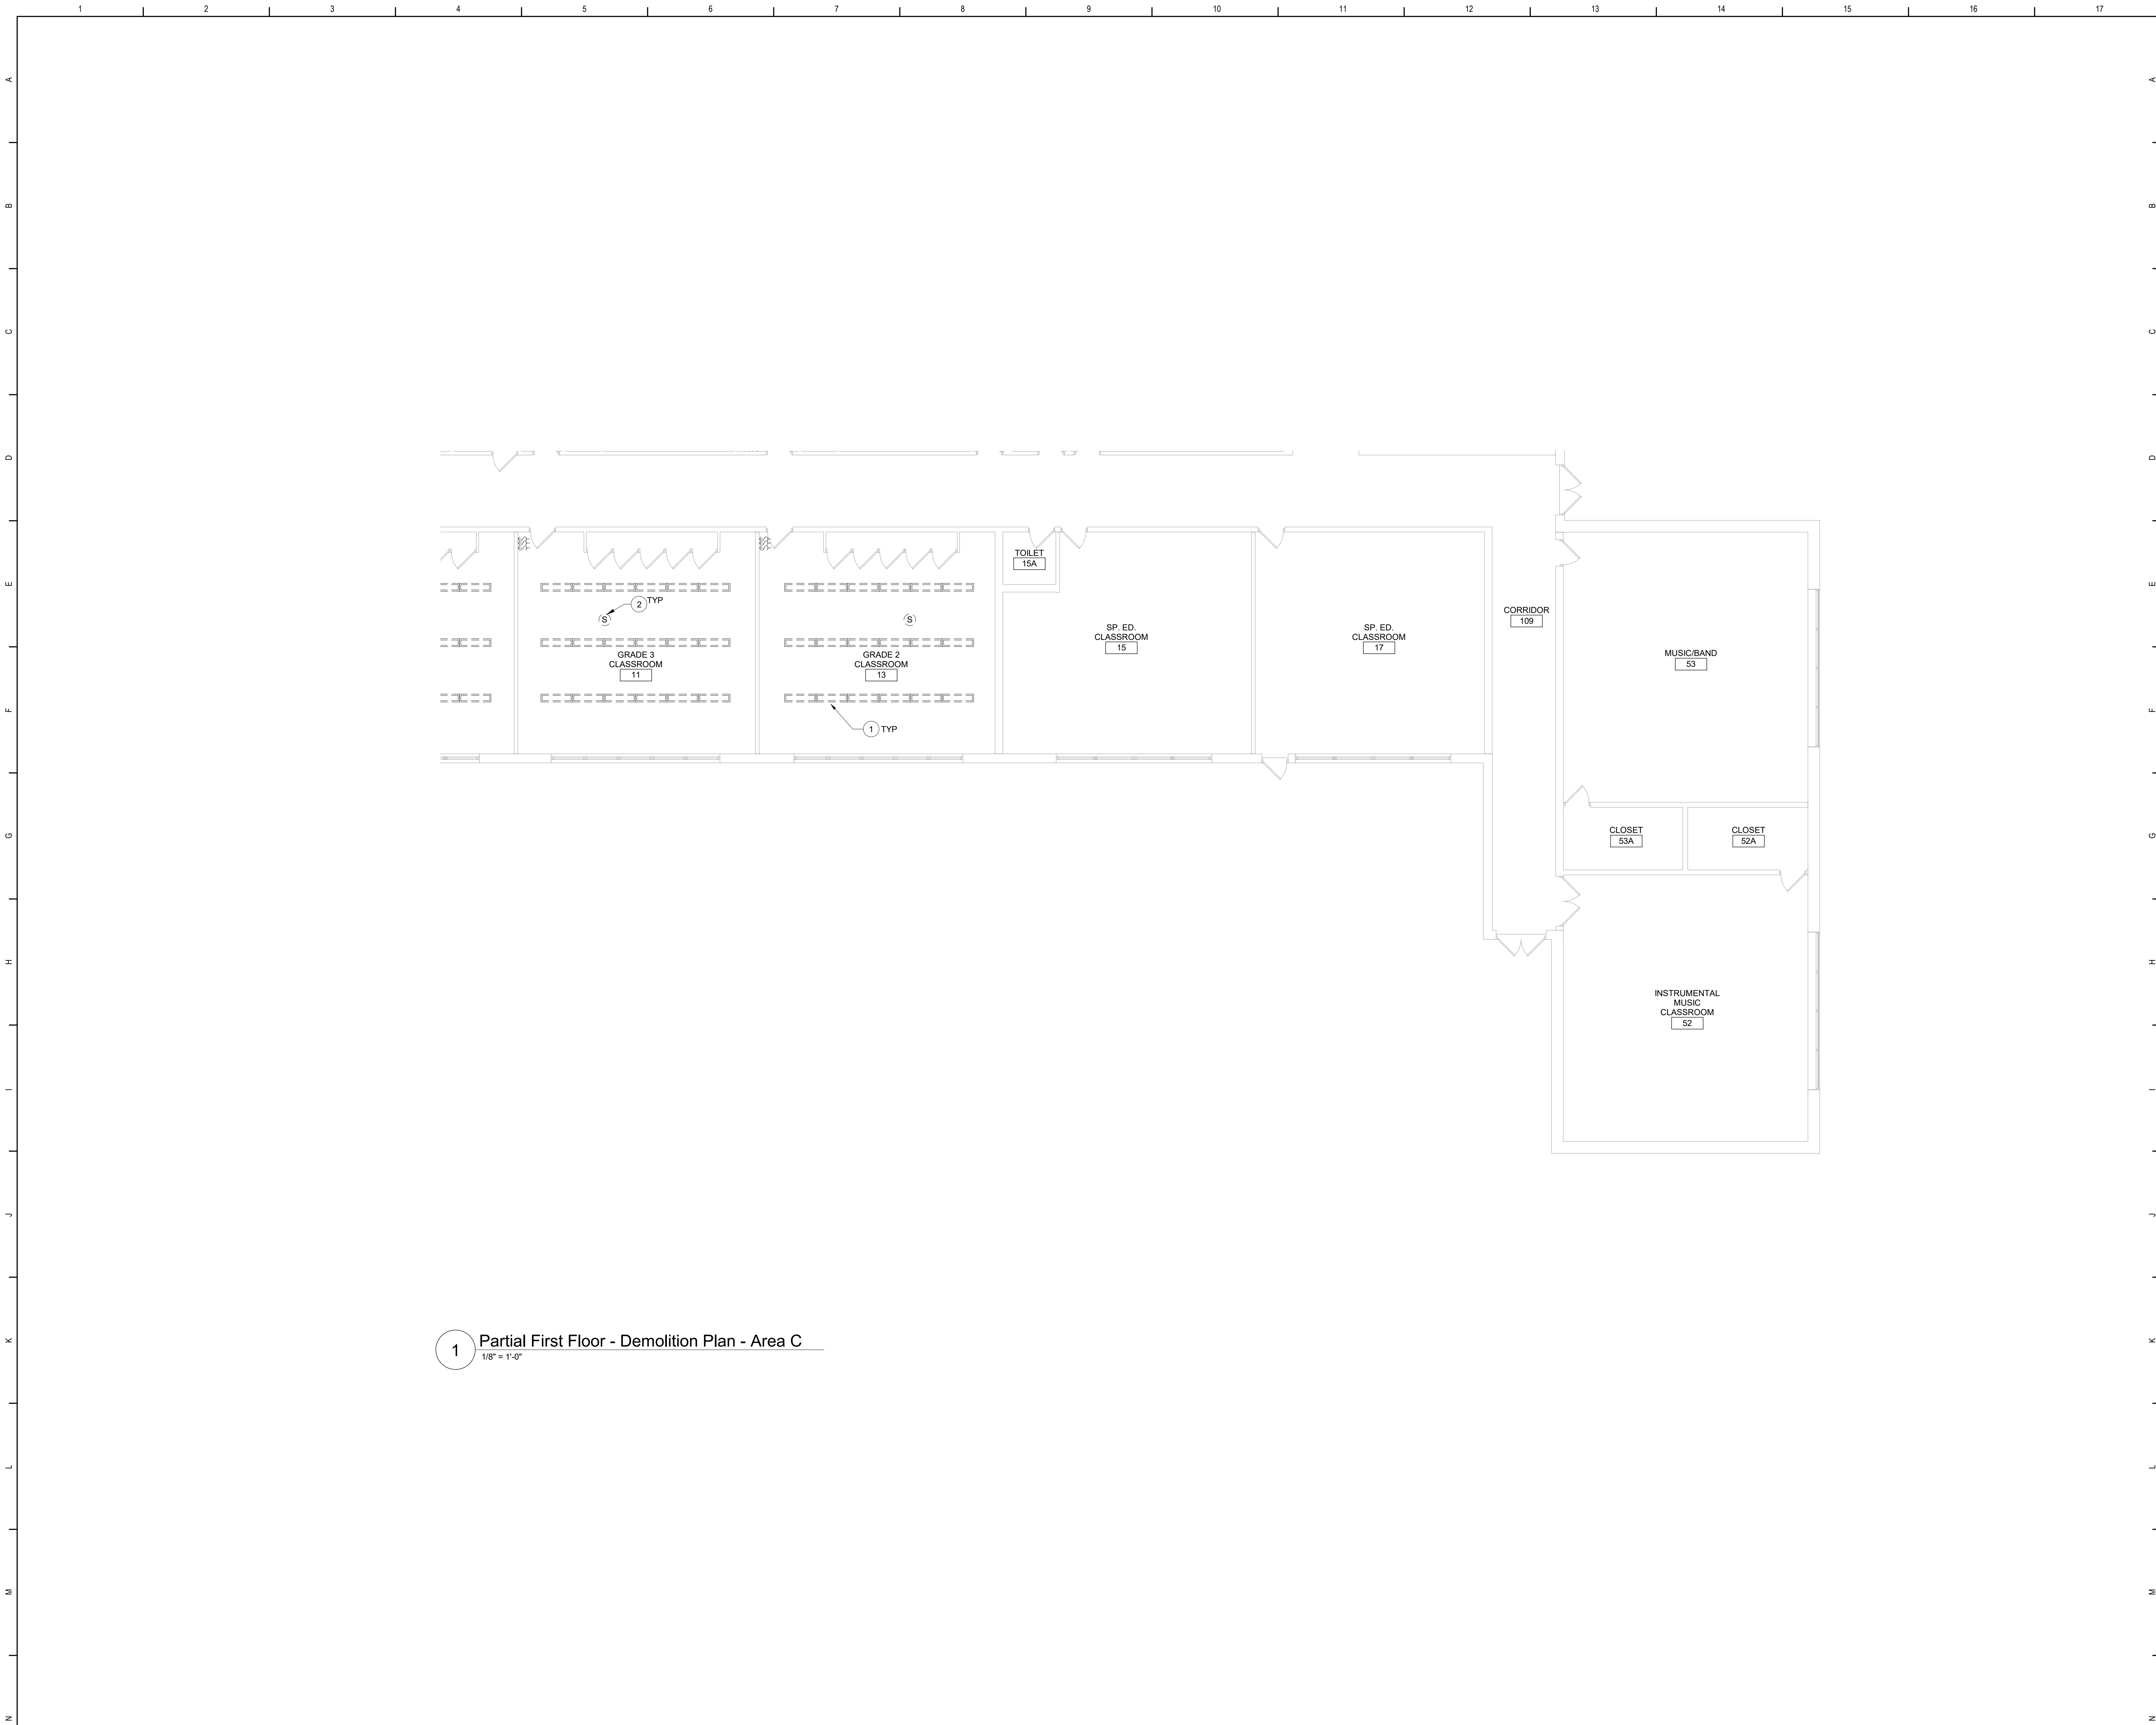 1 2 3 4 5 6 7 8 9 10 11 12 13 14 15 16 17
A A
B B
C C
D D
E E
TOILET
15A
2 TYP
S S
CORRIDOR
109
SP. ED.
CLASSROOM
15
SP. ED.
CLASSROOM
17
GRADE 3
CLASSROOM
11
GRADE 2
CLASSROOM
13
MUSIC/BAND
53
F F
1 TYP
G G
CLOSET
53A
CLOSET
52A
H H
INSTRUMENTAL
MUSIC
CLASSROOM
52
I I
J J
K K
1 Partial First Floor - Demolition Plan - Area C
1/8" = 1'-0"
L L
M M
N N